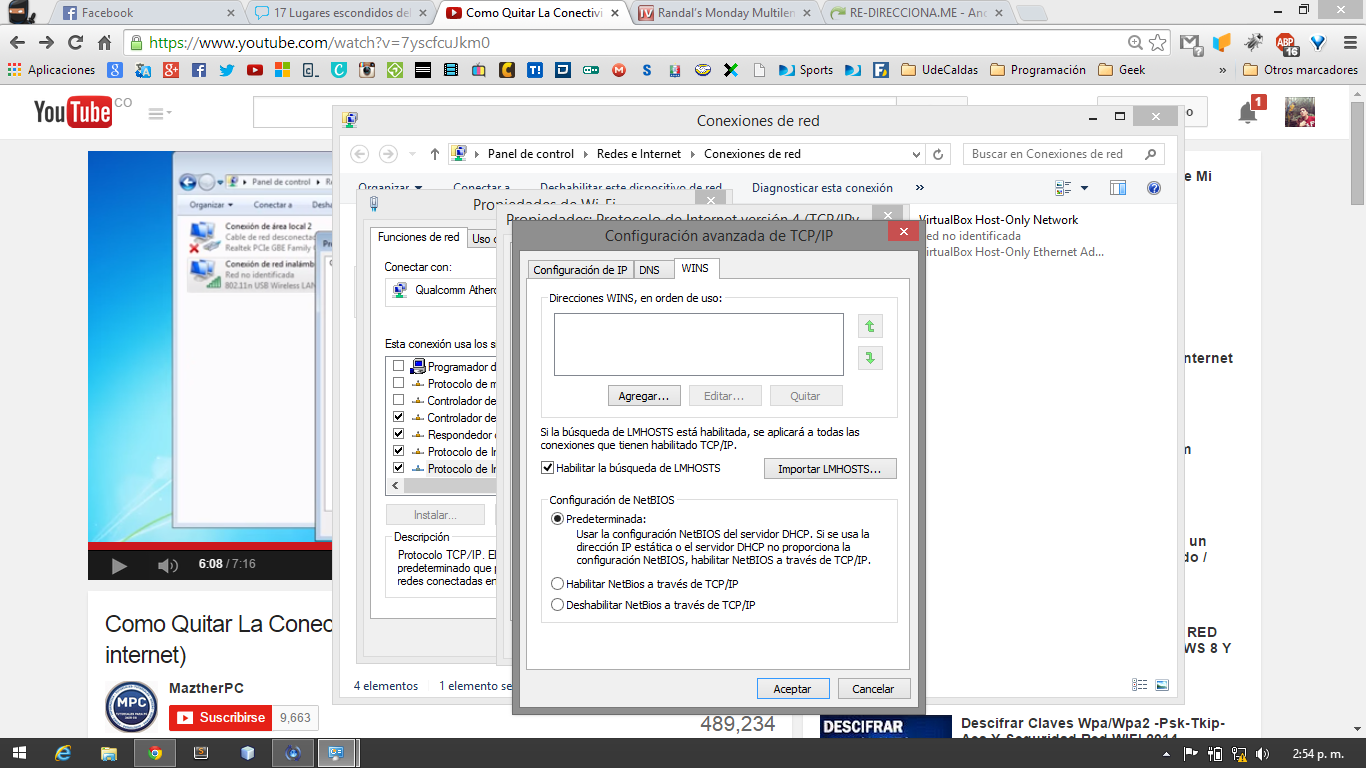 Facebook
17 Lugares escondidos del
Como Quitar La Conectivi
Randal's Monday Multilen
RE-DIRECCIONA.ME - Ano
https://www.youtube.com/watch?v=7yscfcuJkm0
Aplicaciones
Sports
UdeCaldas
Programación
Geek
»
Otros marcadores
YouTube CO
1
Conexiones de red
Panel de control
Redes e Internet
Conexiones de red
Buscar en Conexiones de red
Organizar
Conectar a
Deshabilitar este dispositivo de red
Diagnosticar esta conexión
»
Panel de control
Organizar
Conectar a
Deshabilitar
Conexión de área local 2
Cable de red desconectado
Realtek PCIe GBE Family
Conexión de red inalámb
Red no identificada
802.11n USB Wireless LAN
6:08 / 7:16
Propiedades de Wi-Fi
Funciones de red
Uso
Conectar con:
Qualcomm Athero
Esta conexión usa los s
Programador d
Protocolo de m
Controlador de
Controlador de
Respondedor
Protocolo de In
Protocolo de In
Instalar...
Descripción
Protocolo TCP/IP. El
predeterminado que p
redes conectadas en
Propiedades: Protocolo de Internet versión 4 (TCP/IPv
Configuración avanzada de TCP/IP
Configuración de IP
DNS
WINS
Direcciones WINS, en orden de uso:
Agregar...
Editar...
Quitar
Si la búsqueda de LMHOSTS está habilitada, se aplicará a todas las
conexiones que tienen habilitado TCP/IP.
Habilitar la búsqueda de LMHOSTS
Importar LMHOSTS...
Configuración de NetBIOS
Predeterminada:
Usar la configuración NetBIOS del servidor DHCP. Si se usa la
dirección IP estática o el servidor DHCP no proporciona la
configuración NetBIOS, habilitar NetBIOS a través de TCP/IP.
Habilitar NetBios a través de TCP/IP
Deshabilitar NetBios a través de TCP/IP
Aceptar
Cancelar
VirtualBox Host-Only Network
Red no identificada
VirtualBox Host-Only Ethernet Ad...
4 elementos
1 elemento se
Como Quitar La Conec
internet)
MaztherPC
MPC
Suscribirse
9,663
489,234
e Mi
nternet
m
n
un
do /
RED
WS 8 Y
DESCIFRAR
Descifrar Claves Wpa/Wpa2 -Psk-Tkip-
Aes Y Seguridad Red WIFI 2014
2:54 p. m.